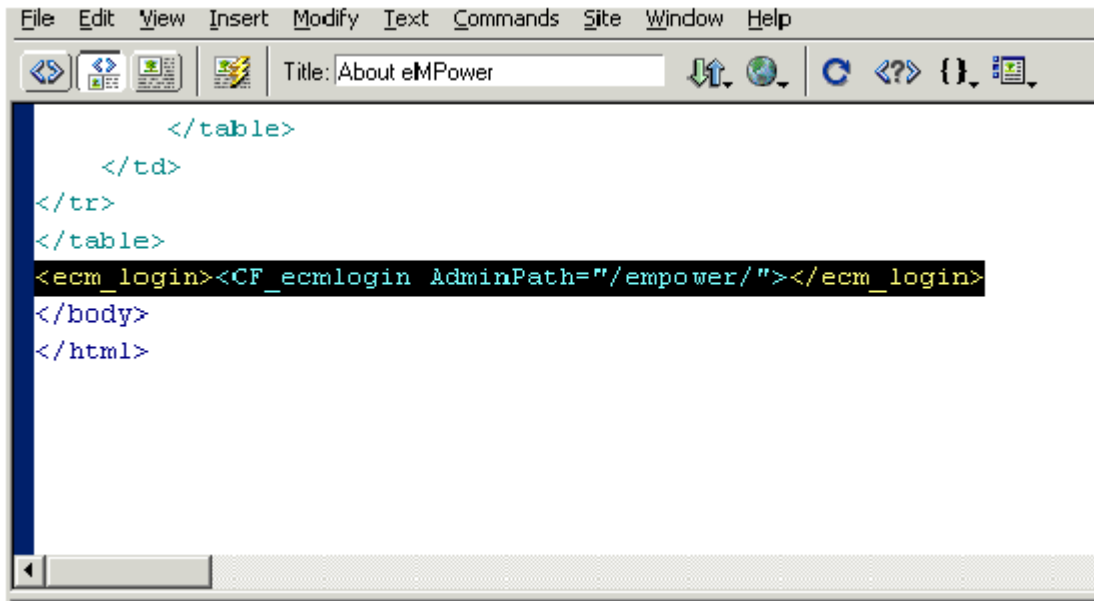 File Edit View Insert Modify Text Commands Site Window Help
Title: About eMPower
</table>
</td>
</tr>
</table>
<ecm_login><CF_ecmlogin AdminPath="/empower/"></ecm_login>
</body>
</html>